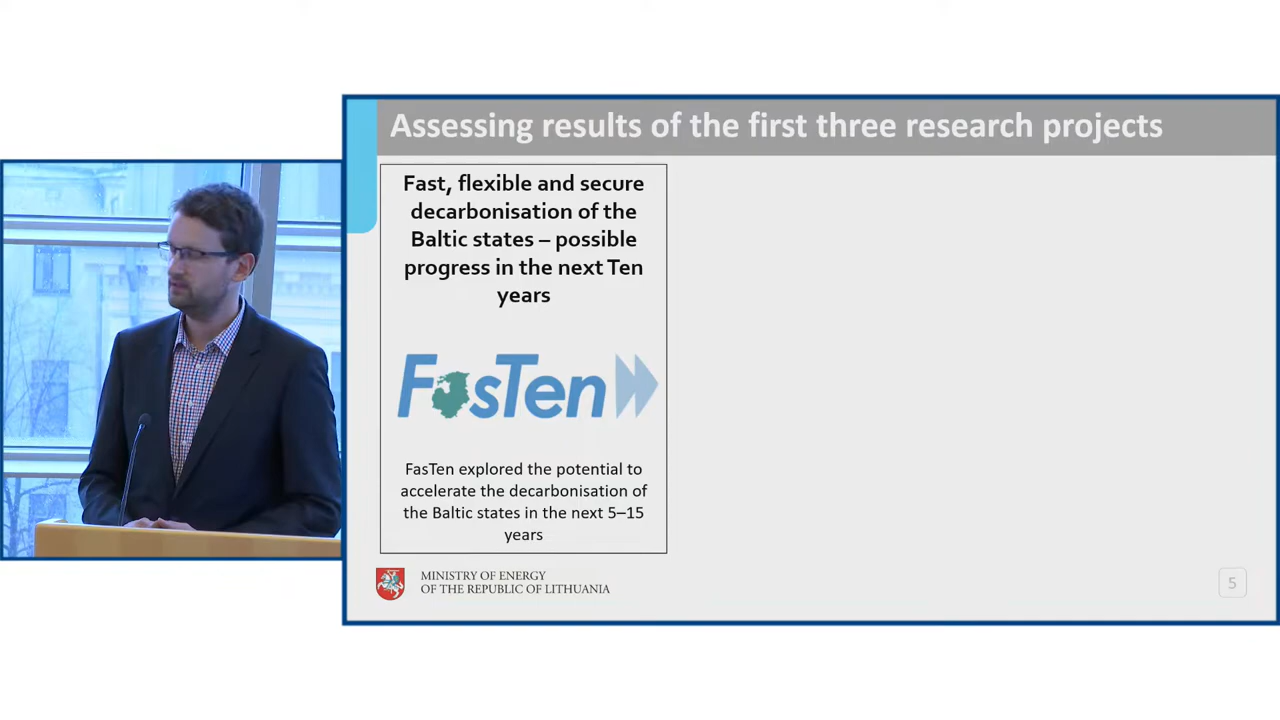 Assessing results of the first three research projects
Fast, flexible and secure
decarbonisation of the
Baltic states – possible
progress in the next Ten
years
FasTen
FasTen explored the potential to
accelerate the decarbonisation of
the Baltic states in the next 5–15
years
MINISTRY OF ENERGY
OF THE REPUBLIC OF LITHUANIA
5